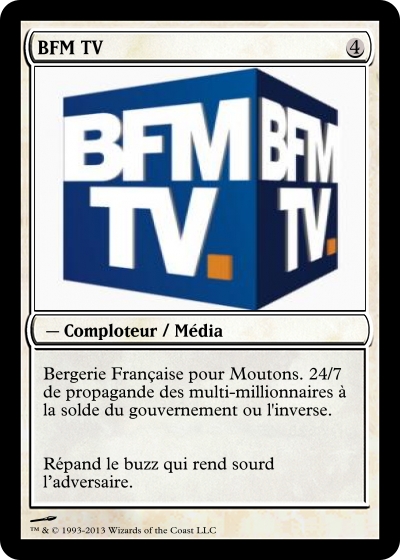 BFM TV 4
BFM
TV.
BFM
TV.
— Comploteur / Média
Bergerie Française pour Moutons. 24/7
de propagande des multi-millionnaires à
la solde du gouvernement ou l'inverse.
Répand le buzz qui rend sourd
l’adversaire.
™ & © 1993-2013 Wizards of the Coast LLC